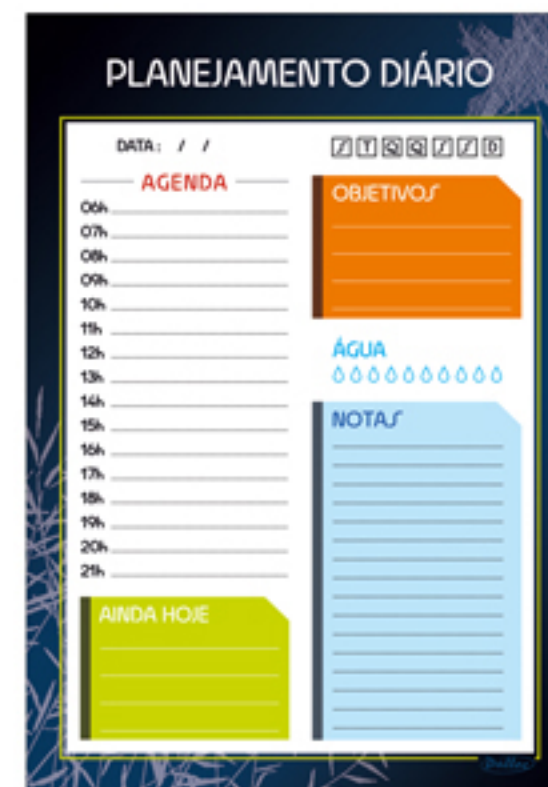 PLANEJAMENTO DIÁRIO
DATA: / /
S T Q Q S S D
AGENDA
06h
07h
08h
09h
10h
11h
12h
13h
14h
15h
16h
17h
18h
19h
20h
21h
AINDA HOJE
OBJETIVOS
ÁGUA
NOTAS